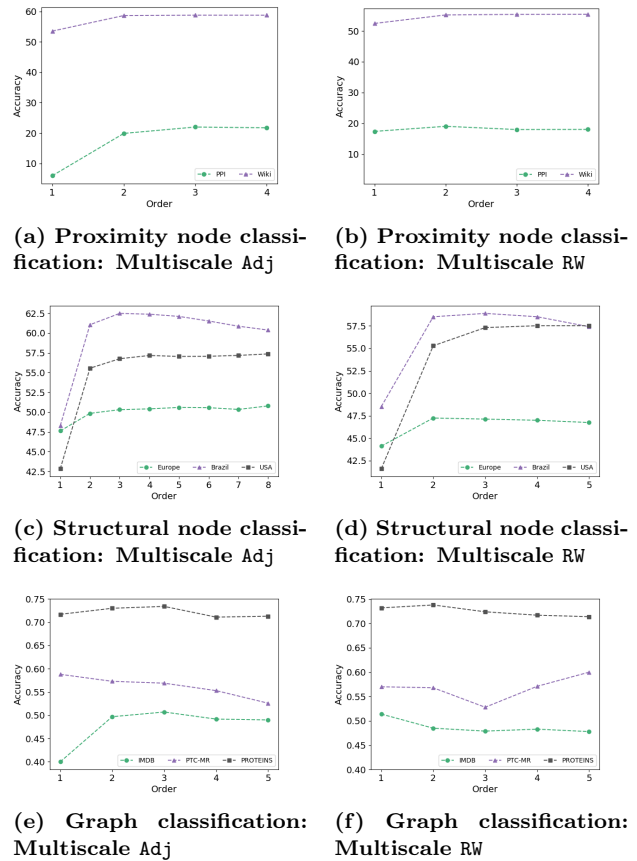 60
50
40
30
20
10
Accuracy
1 2 3 4
Order
PPI Wiki
50
40
30
20
10
Accuracy
1 2 3 4
Order
PPI Wiki
(a) Proximity node classi-
fication: Multiscale Adj
(b) Proximity node classi-
fication: Multiscale RW
62.5
60.0
57.5
55.0
52.5
50.0
47.5
45.0
42.5
Accuracy
1 2 3 4 5 6 7 8
Order
Europe Brazil USA
57.5
55.0
52.5
50.0
47.5
45.0
42.5
Accuracy
1 2 3 4 5
Order
Europe Brazil USA
(c) Structural node classi-
fication: Multiscale Adj
(d) Structural node classi-
fication: Multiscale RW
0.75
0.70
0.65
0.60
0.55
0.50
0.45
0.40
Accuracy
1 2 3 4 5
Order
IMDB PTC-MR PROTEINS
0.75
0.70
0.65
0.60
0.55
0.50
0.45
0.40
Accuracy
1 2 3 4 5
Order
IMDB PTC-MR PROTEINS
(e) Graph classification:
Multiscale Adj
(f) Graph classification:
Multiscale RW